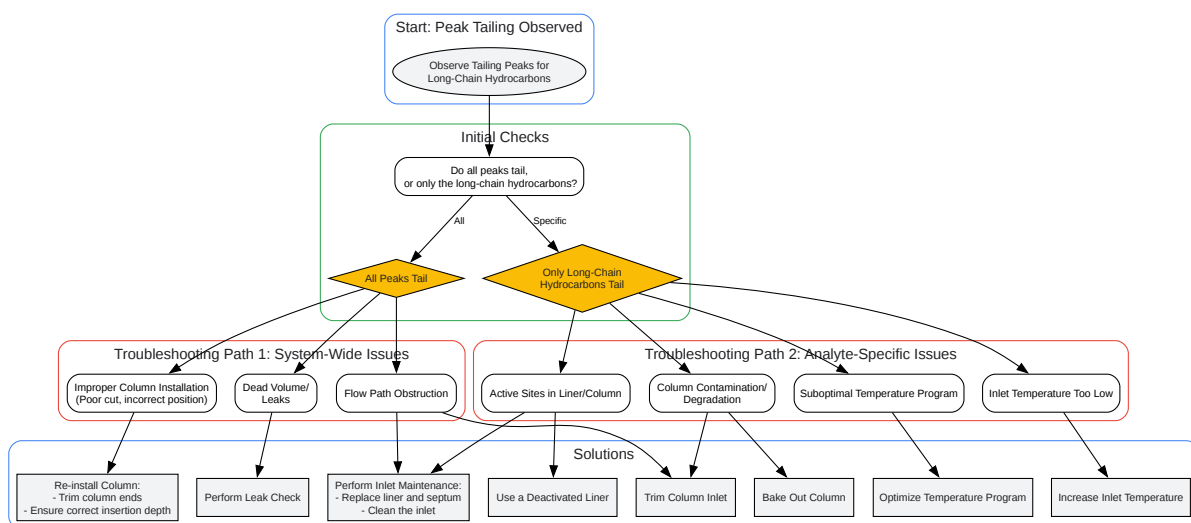 Start: Peak Tailing Observed
Observe Tailing Peaks for
Long-Chain Hydrocarbons
Initial Checks
Do all peaks tail,
or only the long-chain hydrocarbons?
All
Specific
All Peaks Tail
Only Long-Chain
Hydrocarbons Tail
Troubleshooting Path 1: System-Wide Issues
Improper Column Installation
(Poor cut, incorrect position)
Dead Volume/
Leaks
Flow Path Obstruction
Troubleshooting Path 2: Analyte-Specific Issues
Active Sites in Liner/Column
Column Contamination/
Degradation
Suboptimal Temperature Program
Inlet Temperature Too Low
Solutions
Re-install Column:
- Trim column ends
- Ensure correct insertion depth
Perform Leak Check
Perform Inlet Maintenance:
- Replace liner and septum
- Clean the inlet
Use a Deactivated Liner
Trim Column Inlet
Bake Out Column
Optimize Temperature Program
Increase Inlet Temperature